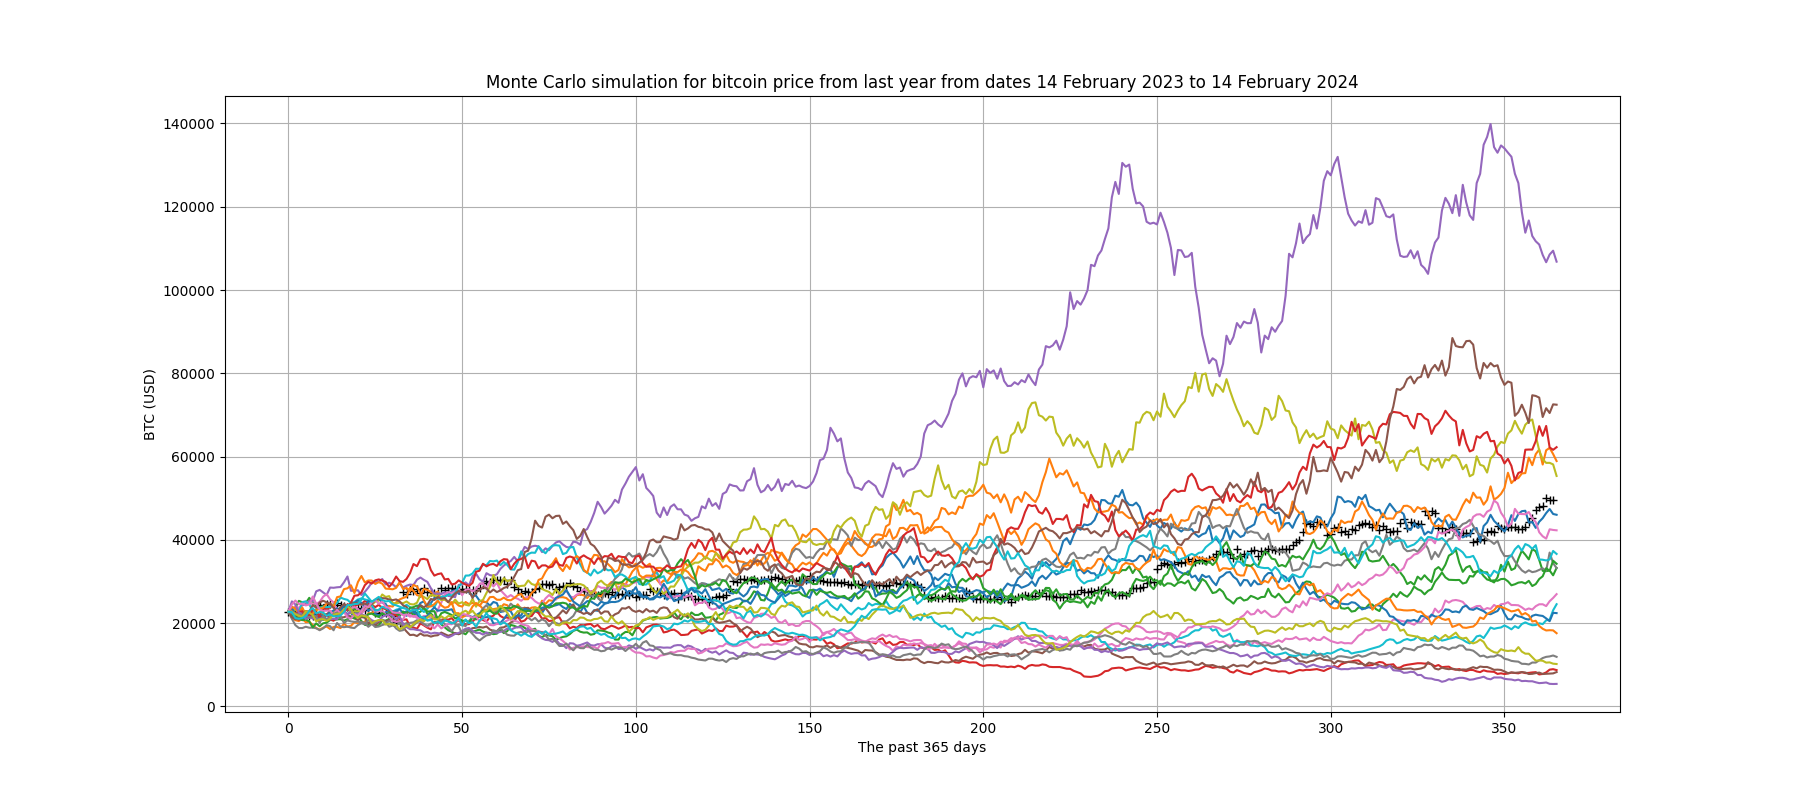 Monte Carlo simulation for bitcoin price from last year from dates 14 February 2023 to 14 February 2024
140000
120000
100000
80000
60000
40000
20000
0
BTC (USD)
0 50 100 150 200 250 300 350
The past 365 days